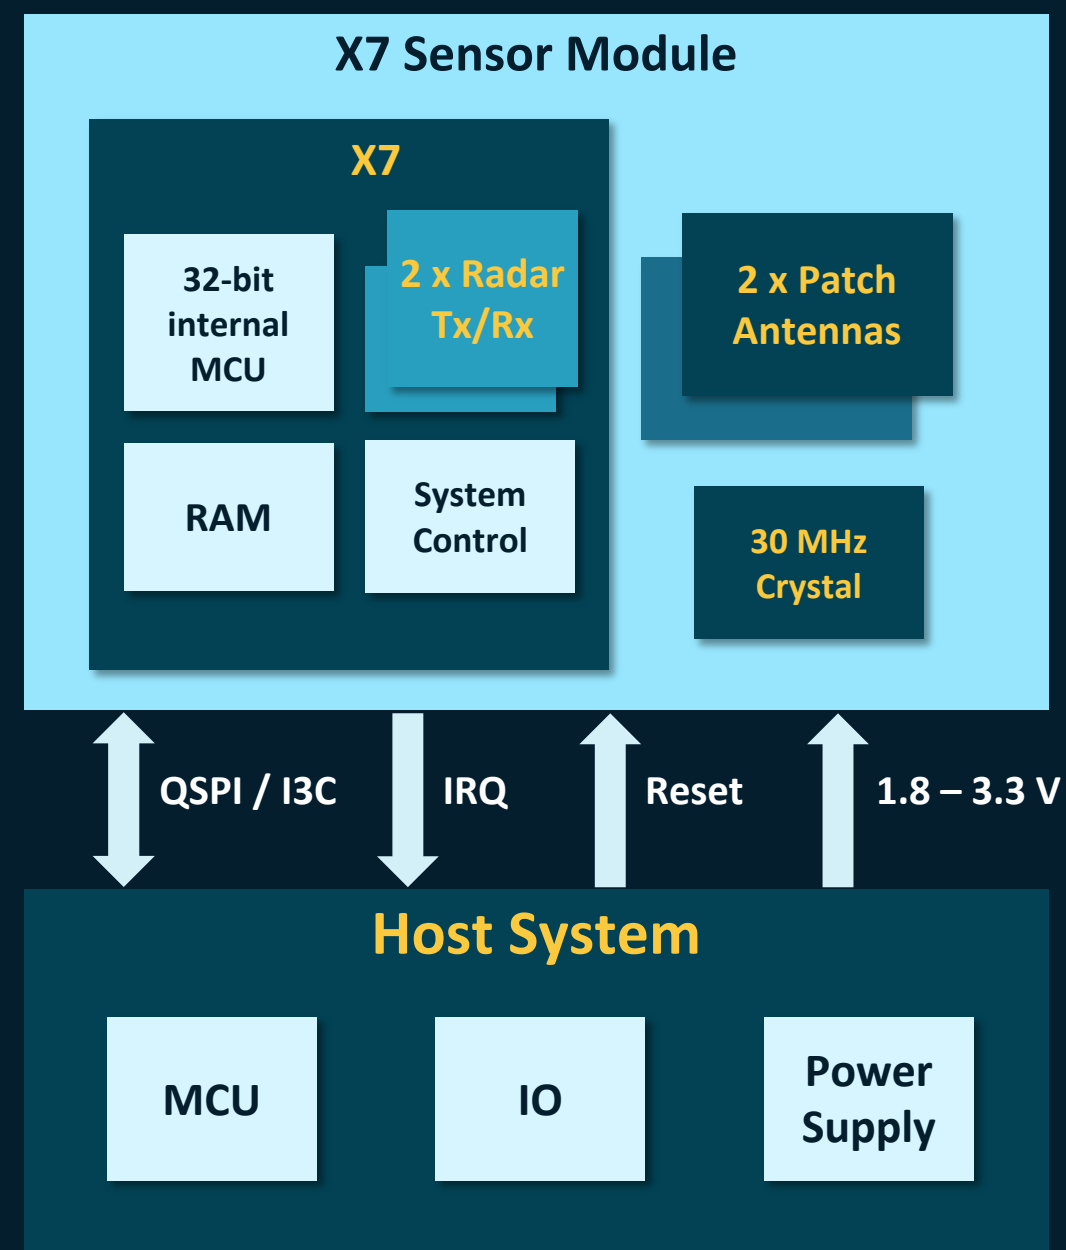 X7 Sensor Module
X7
32-bit
internal
MCU
2 x Radar
Tx/Rx
2 x Patch
Antennas
RAM
System
Control
30 MHz
Crystal
QSPI / I3C
IRQ
Reset
1.8 – 3.3 V
Host System
MCU
IO
Power
Supply